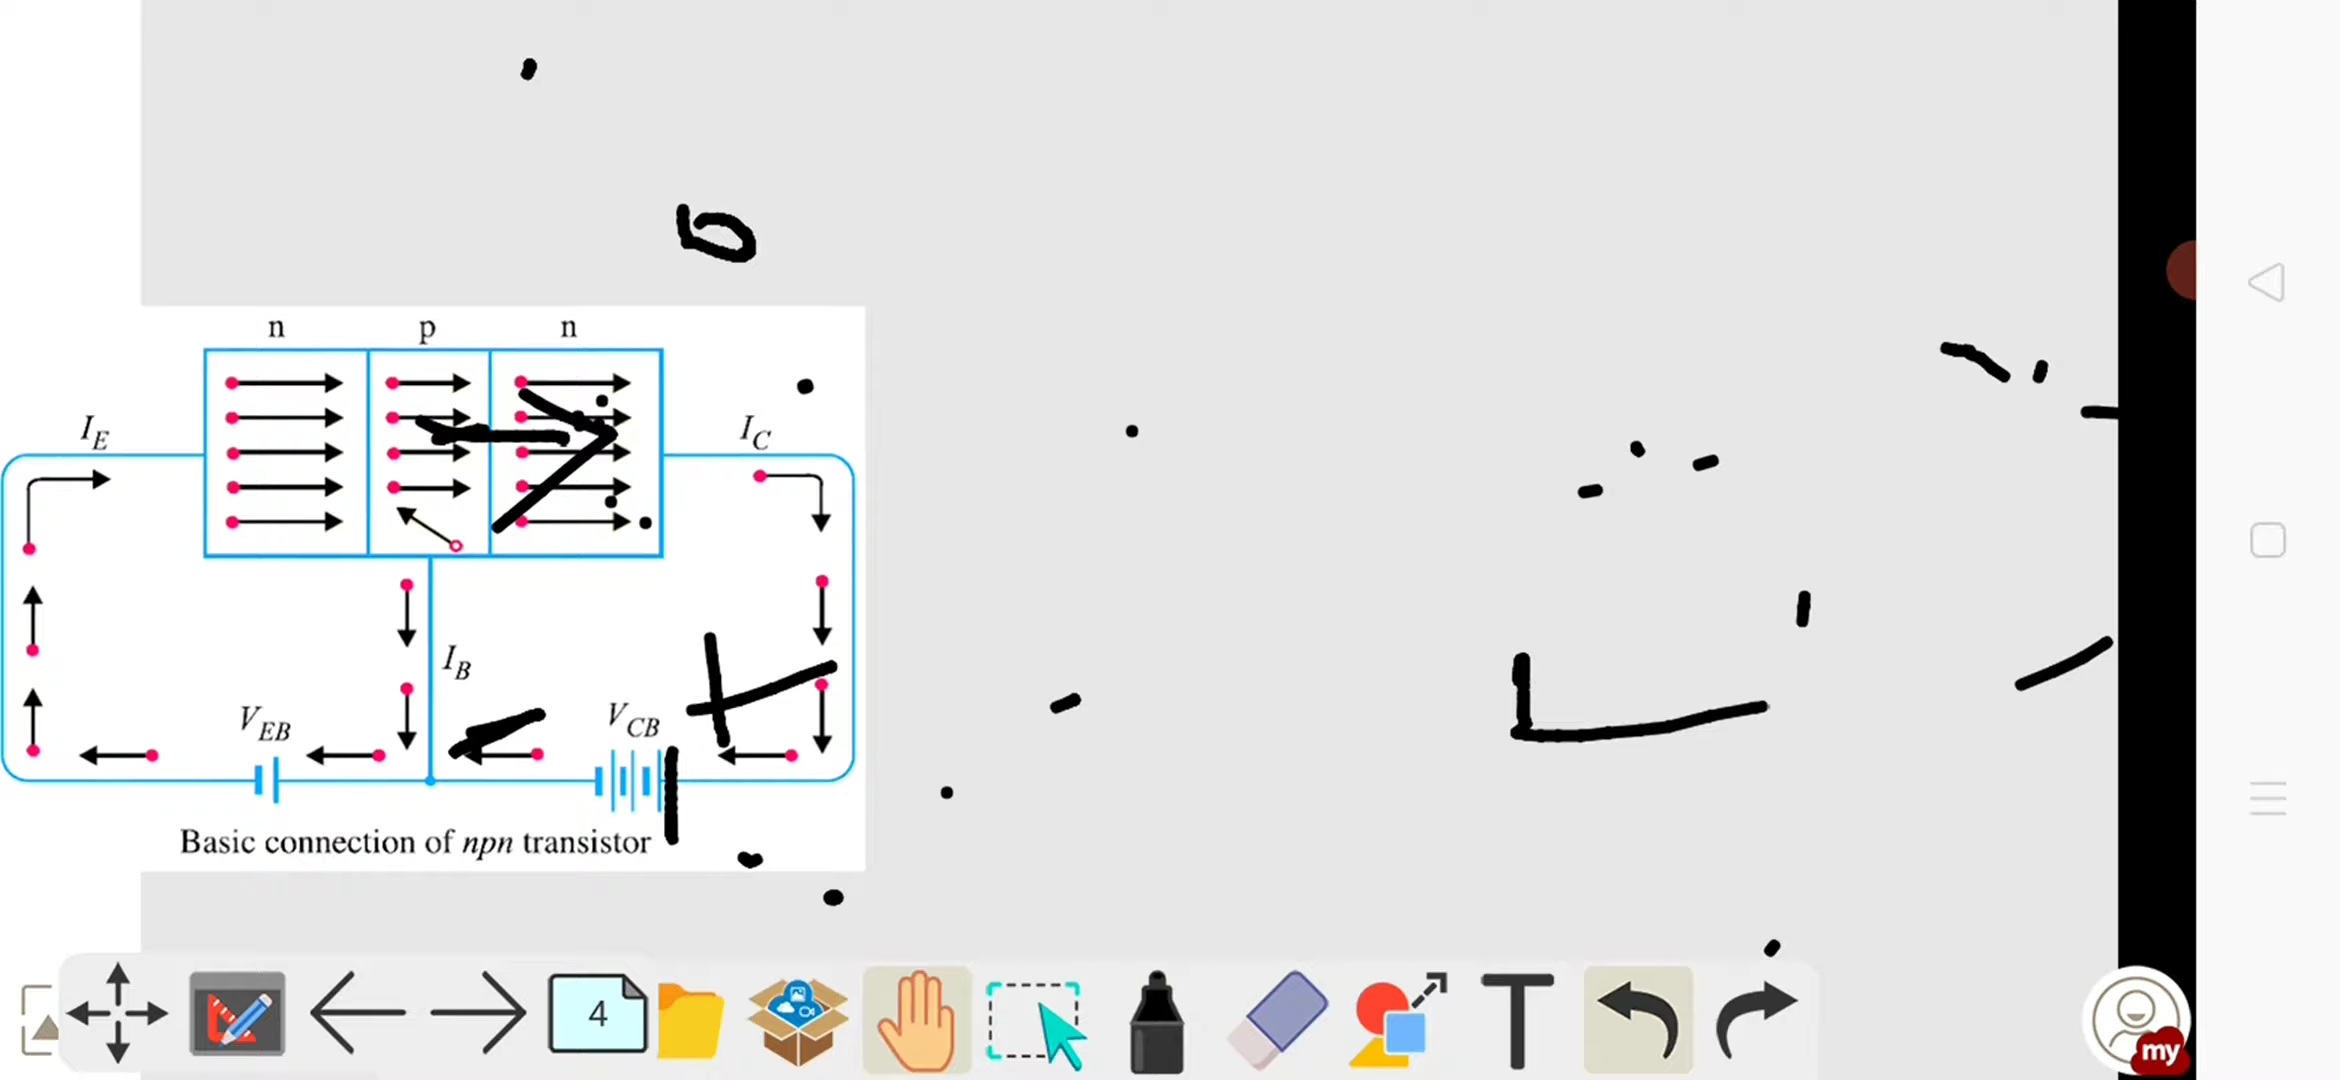 n p n
I_E I_C
I_B
V_EB V_CB
Basic connection of npn transistor
4 T
my